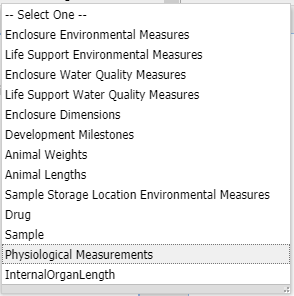 -- Select One --
Enclosure Environmental Measures
Life Support Environmental Measures
Enclosure Water Quality Measures
Life Support Water Quality Measures
Enclosure Dimensions
Development Milestones
Animal Weights
Animal Lengths
Sample Storage Location Environmental Measures
Drug
Sample
Physiological Measurements
InternalOrganLength